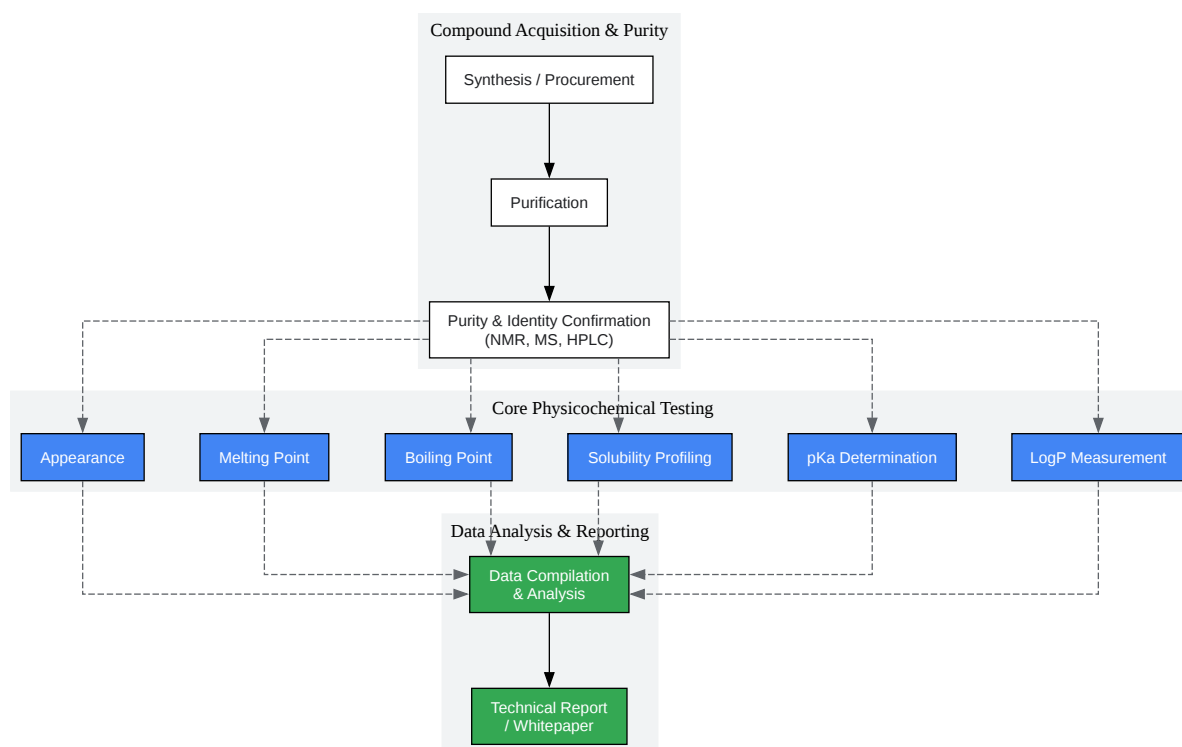 Compound Acquisition & Purity
Synthesis / Procurement
Purification
Purity & Identity Confirmation
(NMR, MS, HPLC)
Core Physicochemical Testing
Appearance
Melting Point
Boiling Point
Solubility Profiling
pKa Determination
LogP Measurement
Data Analysis & Reporting
Data Compilation
& Analysis
Technical Report
/ Whitepaper